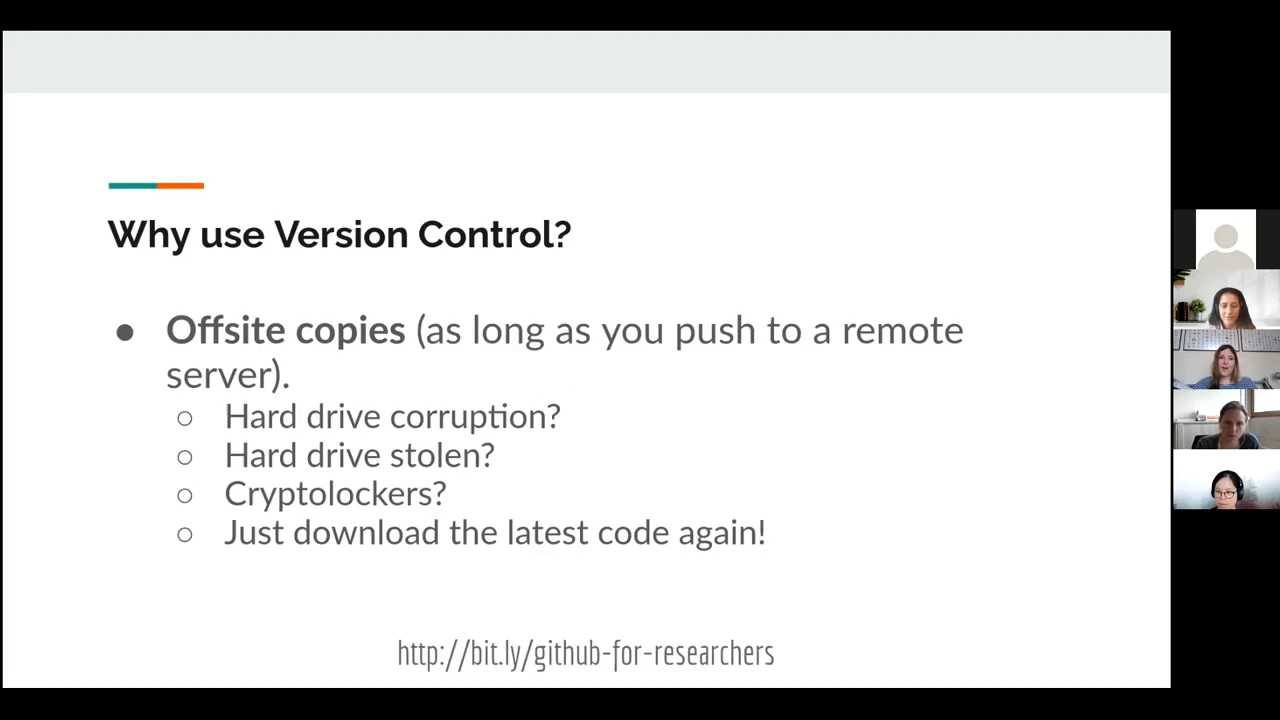 Why use Version Control?
● Offsite copies (as long as you push to a remote
server).
○ Hard drive corruption?
○ Hard drive stolen?
○ Cryptolockers?
○ Just download the latest code again!
http://bit.ly/github-for-researchers